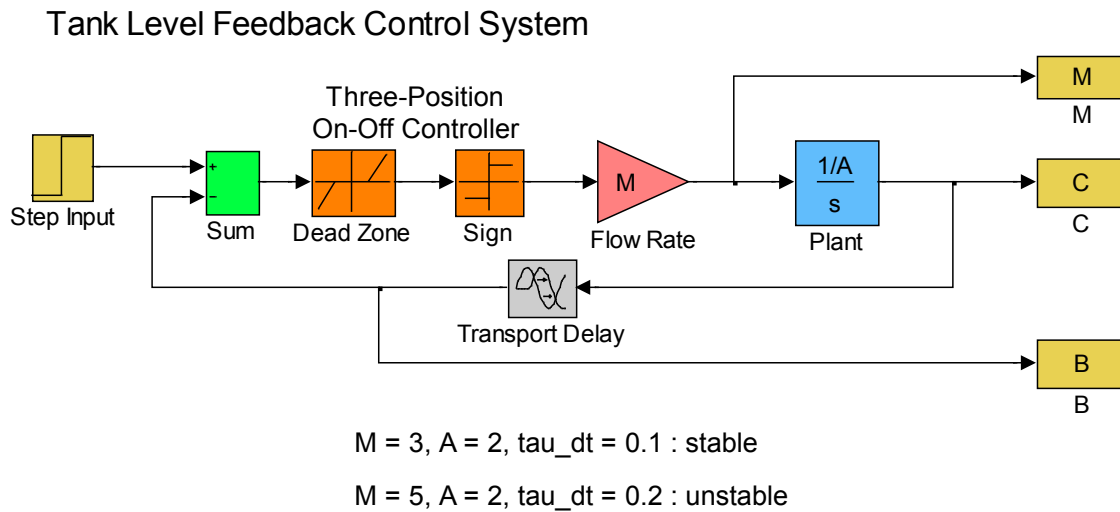 Tank Level Feedback Control System
Three-Position
On-Off Controller
M
M
+
−
Step Input
Sum
Dead Zone
Sign
M
Flow Rate
1/A
s
Plant
C
C
Transport Delay
B
B
M = 3, A = 2, tau_dt = 0.1 : stable
M = 5, A = 2, tau_dt = 0.2 : unstable